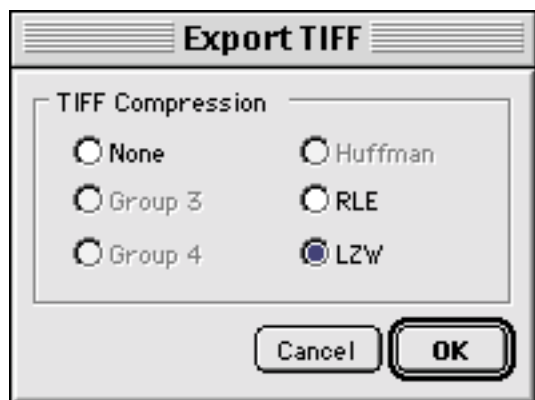 Export TIFF
TIFF Compression
None Huffman
Group 3 RLE
Group 4 LZW
Cancel OK